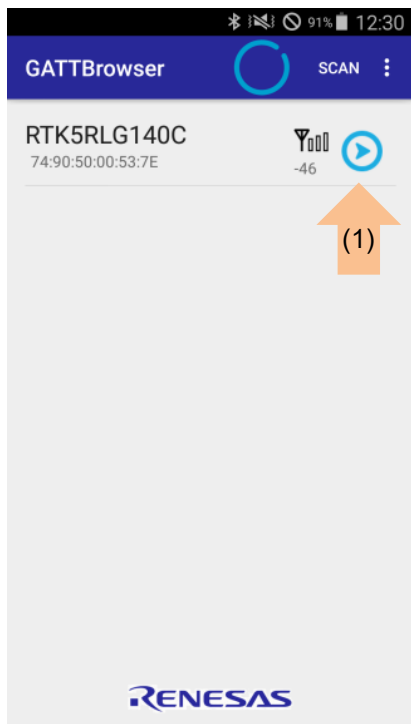 91% 12:30
GATTBrowser SCAN
RTK5RLG140C
74:90:50:00:53:7E
-46
(1)
RENESAS